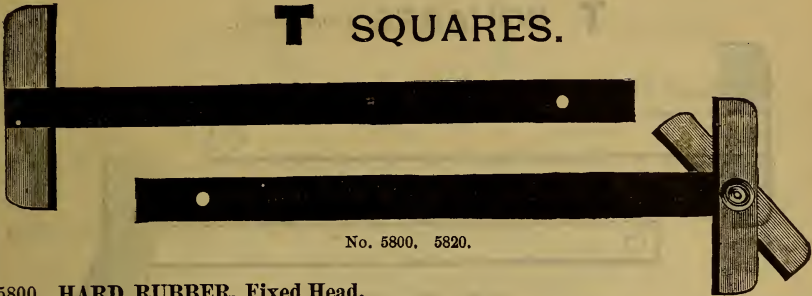 T SQUARES.
No. 5800. 5820.
5800 HARD RUBBER, Fixed Head.